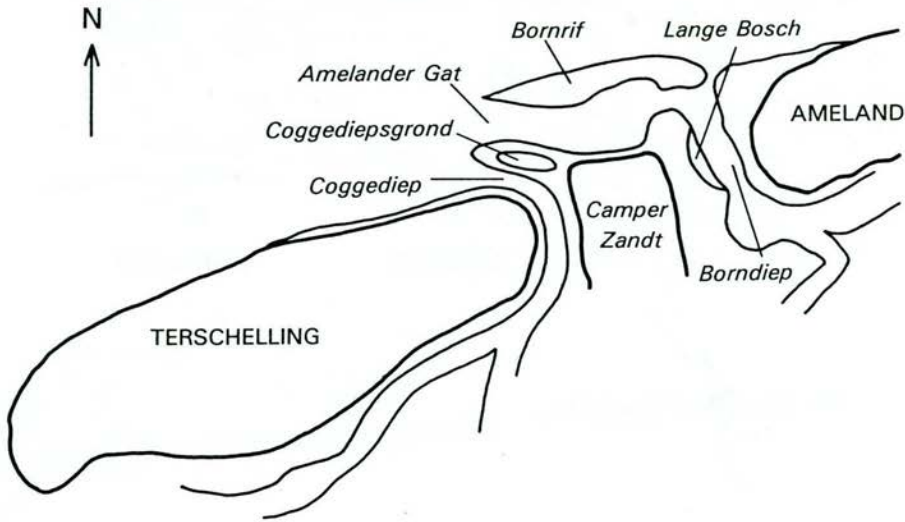 N
Bornrif
Lange Bosch
Amelander Gat
AMELAND
Coggediepsgrond
Coggediep
Camper
Zandt
Borndiep
TERSCHELLING